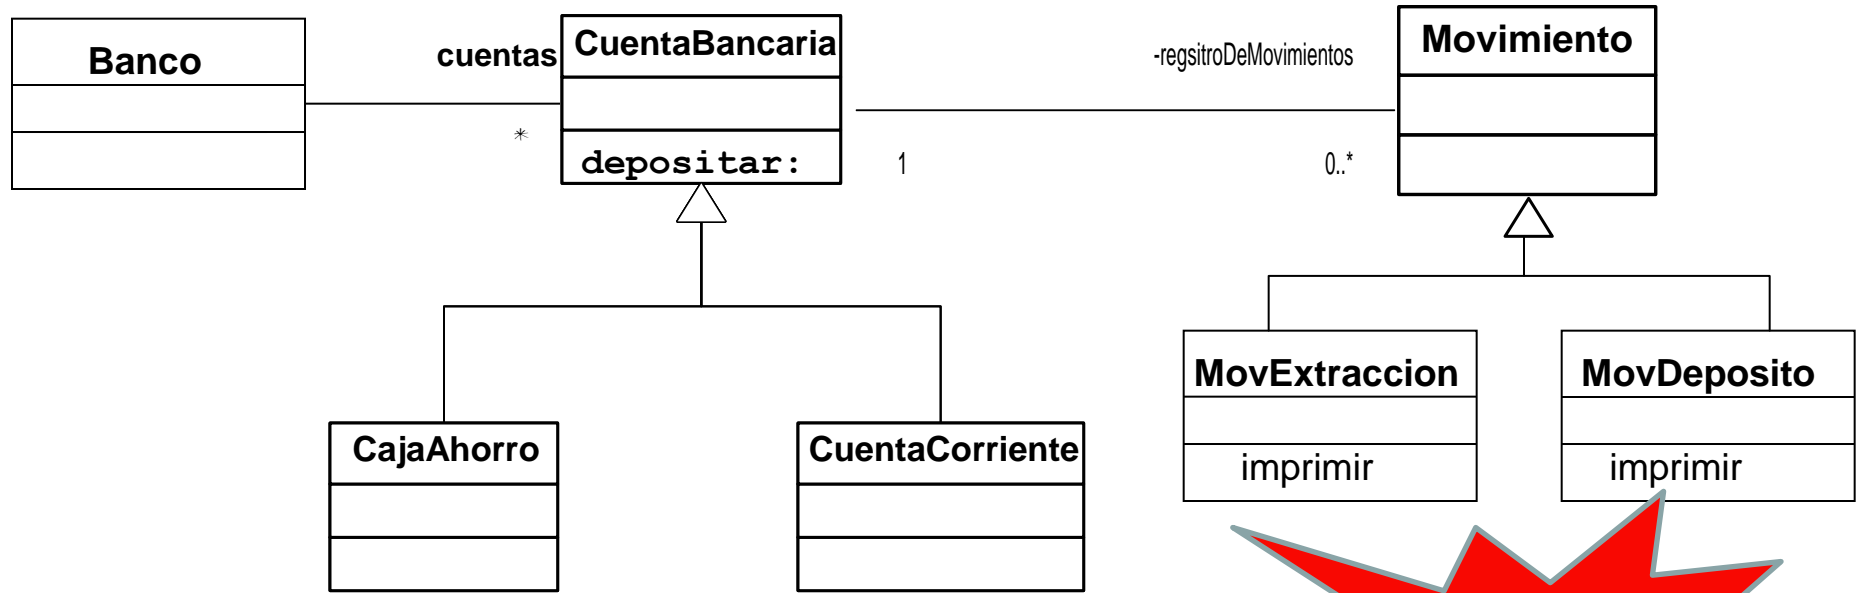 Banco
cuentas
*
CuentaBancaria
depositar:
-regsitroDeMovimientos
1
0..*
Movimiento
CajaAhorro
CuentaCorriente
MovExtraccion
imprimir
MovDeposito
imprimir